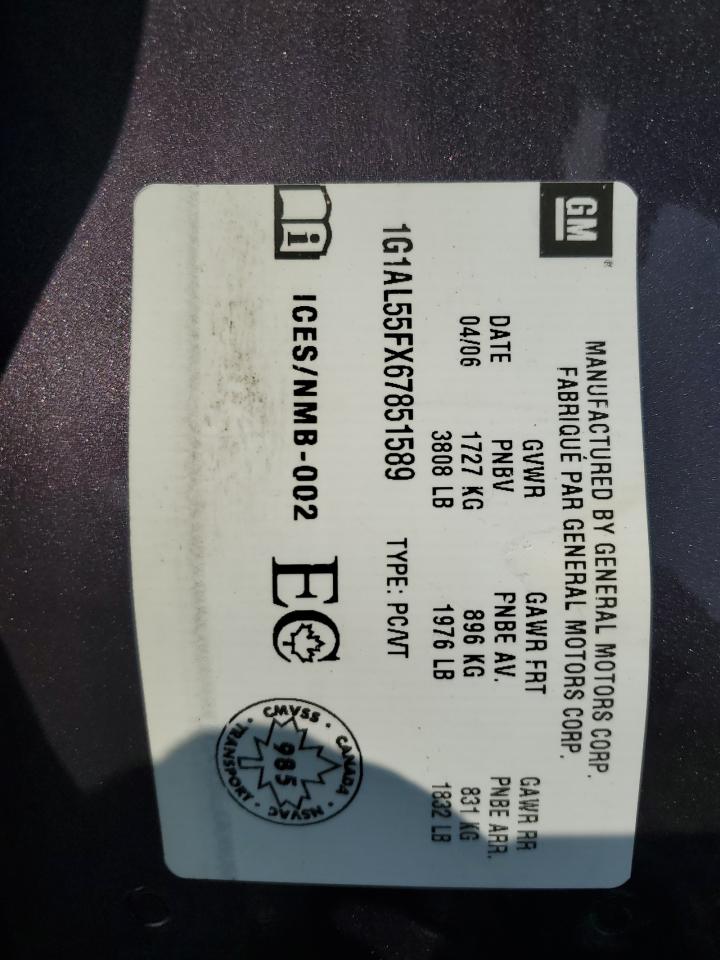 GM
MANUFACTURED BY GENERAL MOTORS CORP.
FABRIQUÉ PAR GENERAL MOTORS CORP.
DATE GVWR GAWR FRT GAWR RR
PNBV PNBE AV. PNBE ARR.
04/06 1727 KG 896 KG 831 KG
3808 LB 1976 LB 1832 LB
1G1AL55FX67851589 TYPE: PC/VT
i ICES/NMB-002 EC
CMVSS · CANADA · NSVAC · TRANSPORT ·
985